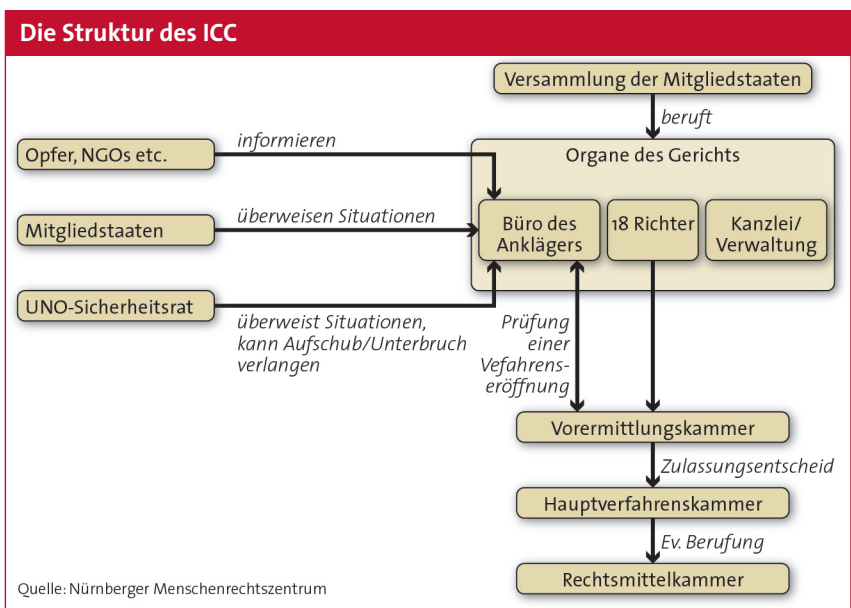 Die Struktur des ICC
Versammlung der Mitgliedstaaten
beruft
informieren
Opfer, NGOs etc.
Organe des Gerichts
überweisen Situationen
Mitgliedstaaten
Büro des
Anklägers
18 Richter
Kanzlei/
Verwaltung
UNO-Sicherheitsrat
überweist Situationen,
kann Aufschub/Unterbruch
verlangen
Prüfung
einer
Vefahrens-
eröffnung
Vorermittlungskammer
Zulassungsentscheid
Hauptverfahrenskammer
Ev. Berufung
Rechtsmittelkammer
Quelle: Nürnberger Menschenrechtszentrum